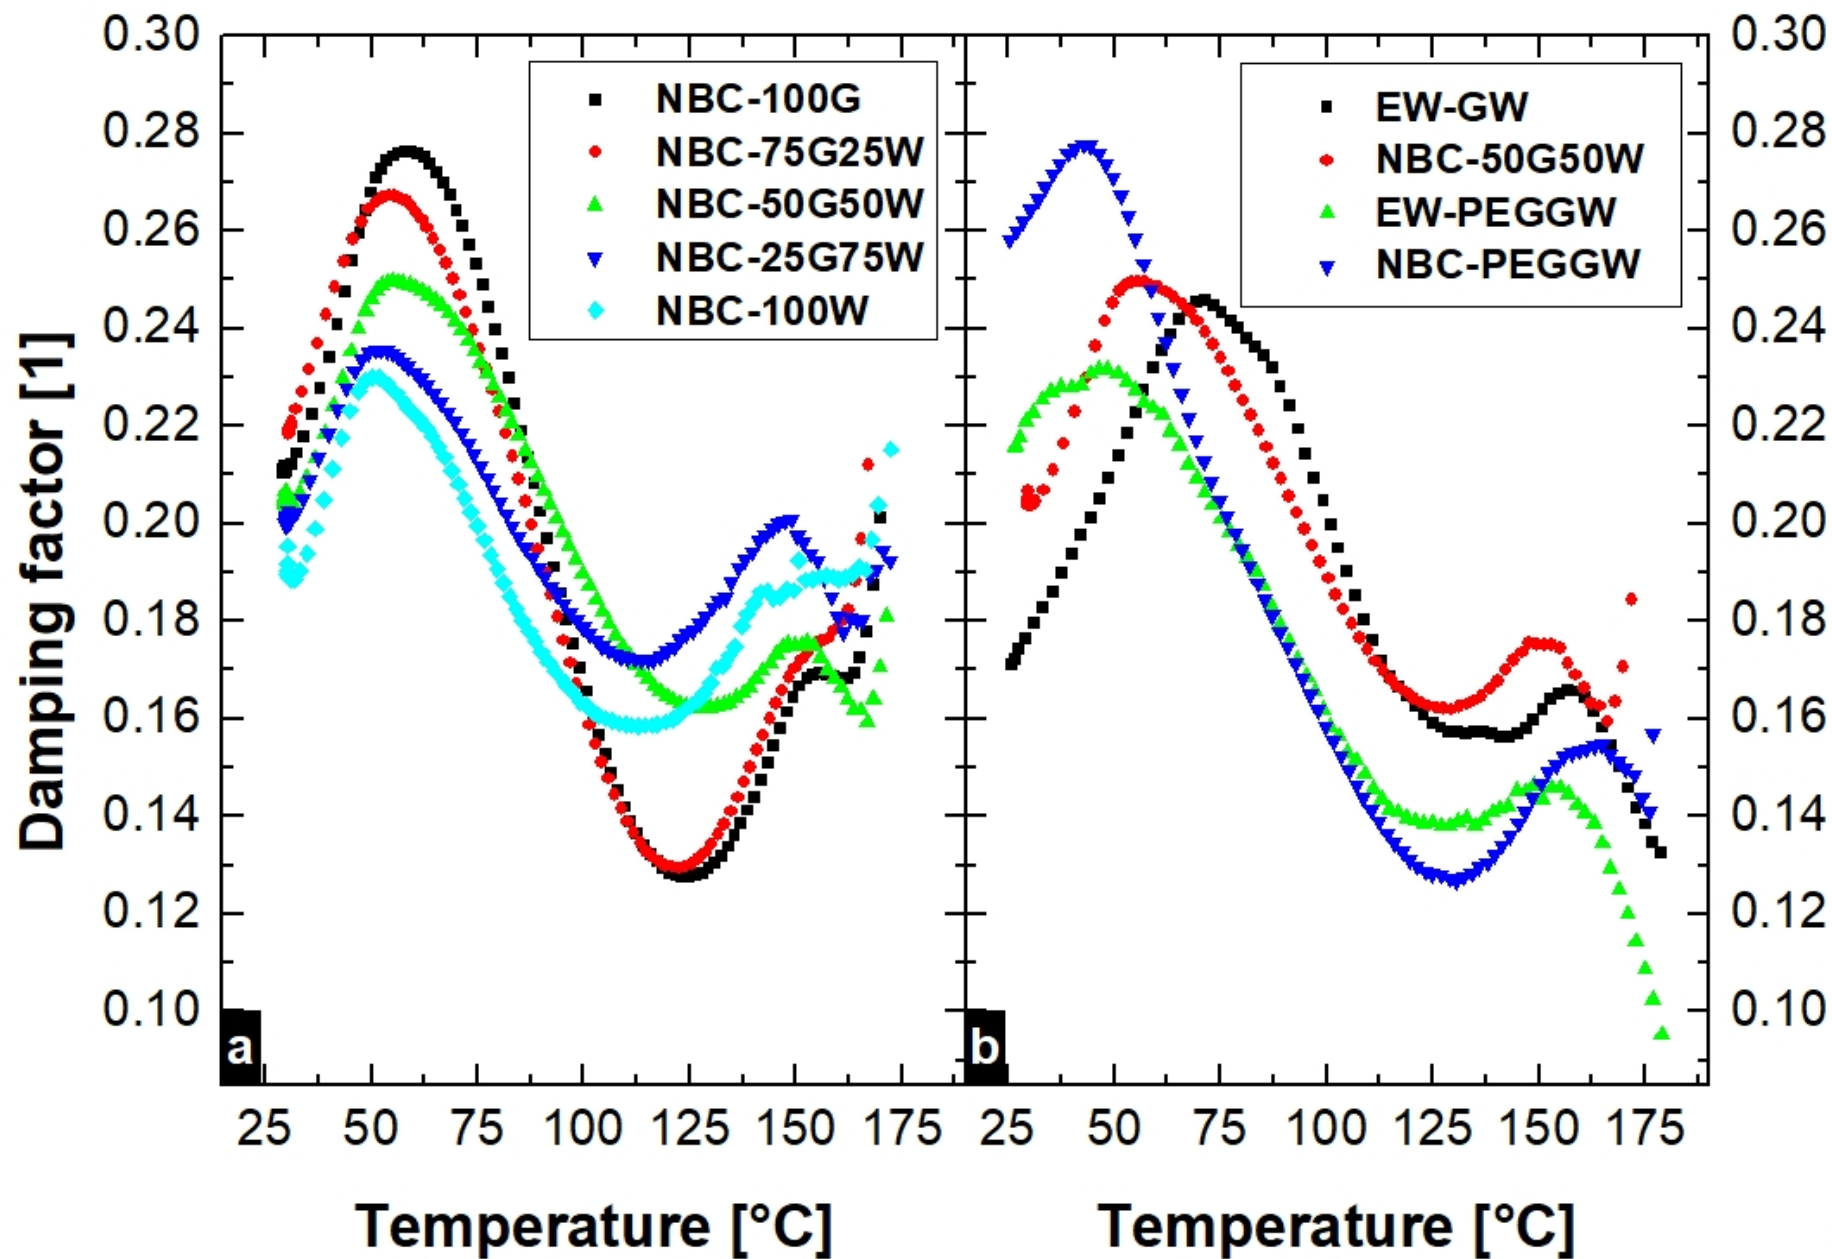 Damping factor [1]
0.30
0.28
0.26
0.24
0.22
0.20
0.18
0.16
0.14
0.12
0.10
NBC-100G
NBC-75G25W
NBC-50G50W
NBC-25G75W
NBC-100W
a
25 50 75 100 125 150 175
Temperature [°C]
EW-GW
NBC-50G50W
EW-PEGGW
NBC-PEGGW
b
25 50 75 100 125 150 175
Temperature [°C]
0.30
0.28
0.26
0.24
0.22
0.20
0.18
0.16
0.14
0.12
0.10